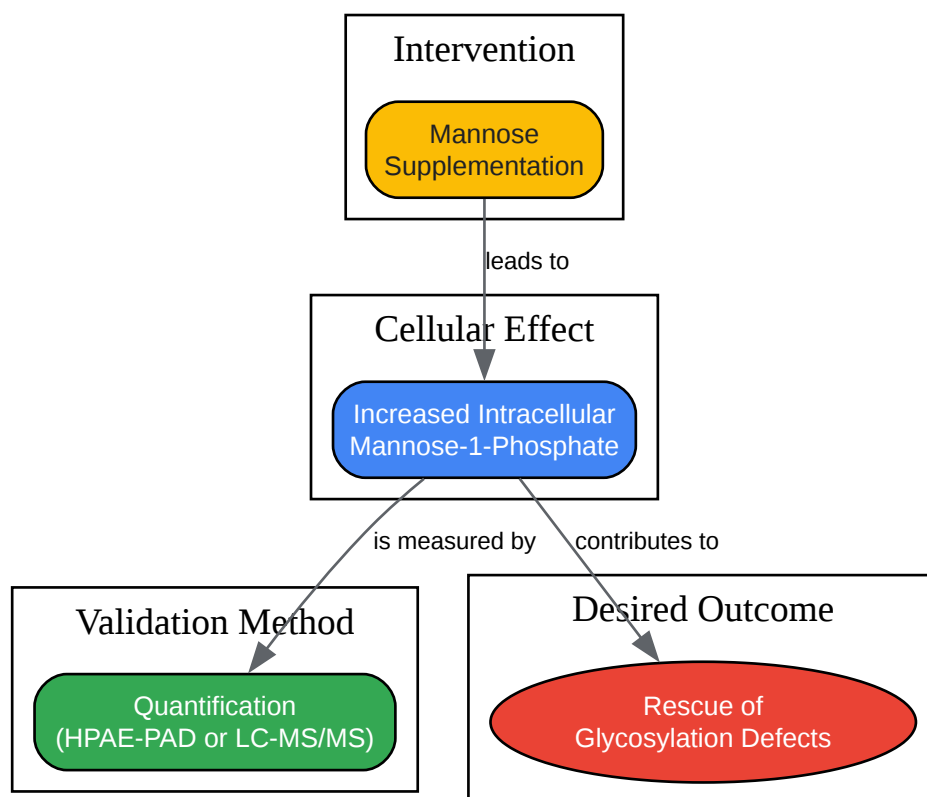 Intervention
Mannose
Supplementation
leads to
Cellular Effect
Increased Intracellular
Mannose-1-Phosphate
is measured by
contributes to
Validation Method
Quantification
(HPAE-PAD or LC-MS/MS)
Desired Outcome
Rescue of
Glycosylation Defects